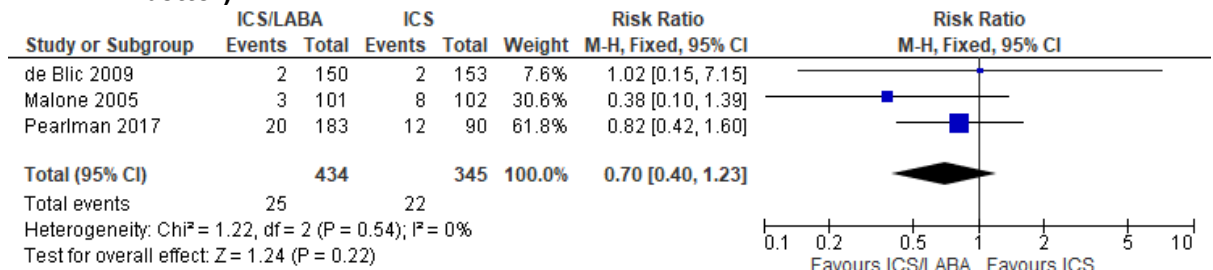 ICS/LABA ICS Risk Ratio Risk Ratio
Study or Subgroup Events Total Events Total Weight M-H, Fixed, 95% CI M-H, Fixed, 95% CI
de Blic 2009 2 150 2 153 7.6% 1.02 [0.15, 7.15]
Malone 2005 3 101 8 102 30.6% 0.38 [0.10, 1.39]
Pearlman 2017 20 183 12 90 61.8% 0.82 [0.42, 1.60]
Total (95% CI) 434 345 100.0% 0.70 [0.40, 1.23]
Total events 25 22
Heterogeneity: Chi² = 1.22, df = 2 (P = 0.54); I² = 0%
Test for overall effect: Z = 1.24 (P = 0.22)
0.1 0.2 0.5 1 2 5 10
Favours ICS/LABA Favours ICS